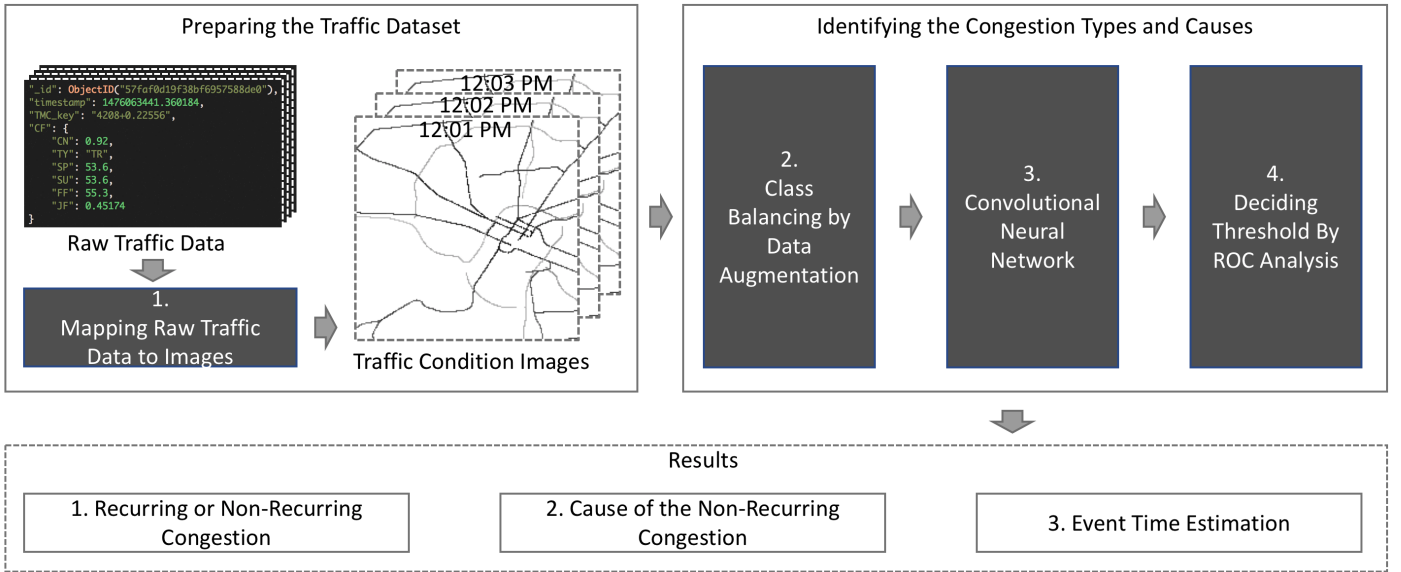 Preparing the Traffic Dataset
"_id": ObjectID("57faf0d19f38bf6957588de0"),
"timestamp": 1476063441.360184,
"TMC_key": "4208+0.22556",
"CF": {
"CN": 0.92,
"TY": "TR",
"SP": 53.6,
"SU": 53.6,
"FF": 55.3,
"JF": 0.45174
}
Raw Traffic Data
1.
Mapping Raw Traffic
Data to Images
12:03 PM
12:02 PM
12:01 PM
Traffic Condition Images
Identifying the Congestion Types and Causes
2.
Class
Balancing by
Data
Augmentation
3.
Convolutional
Neural
Network
4.
Deciding
Threshold By
ROC Analysis
Results
1. Recurring or Non-Recurring
Congestion
2. Cause of the Non-Recurring
Congestion
3. Event Time Estimation